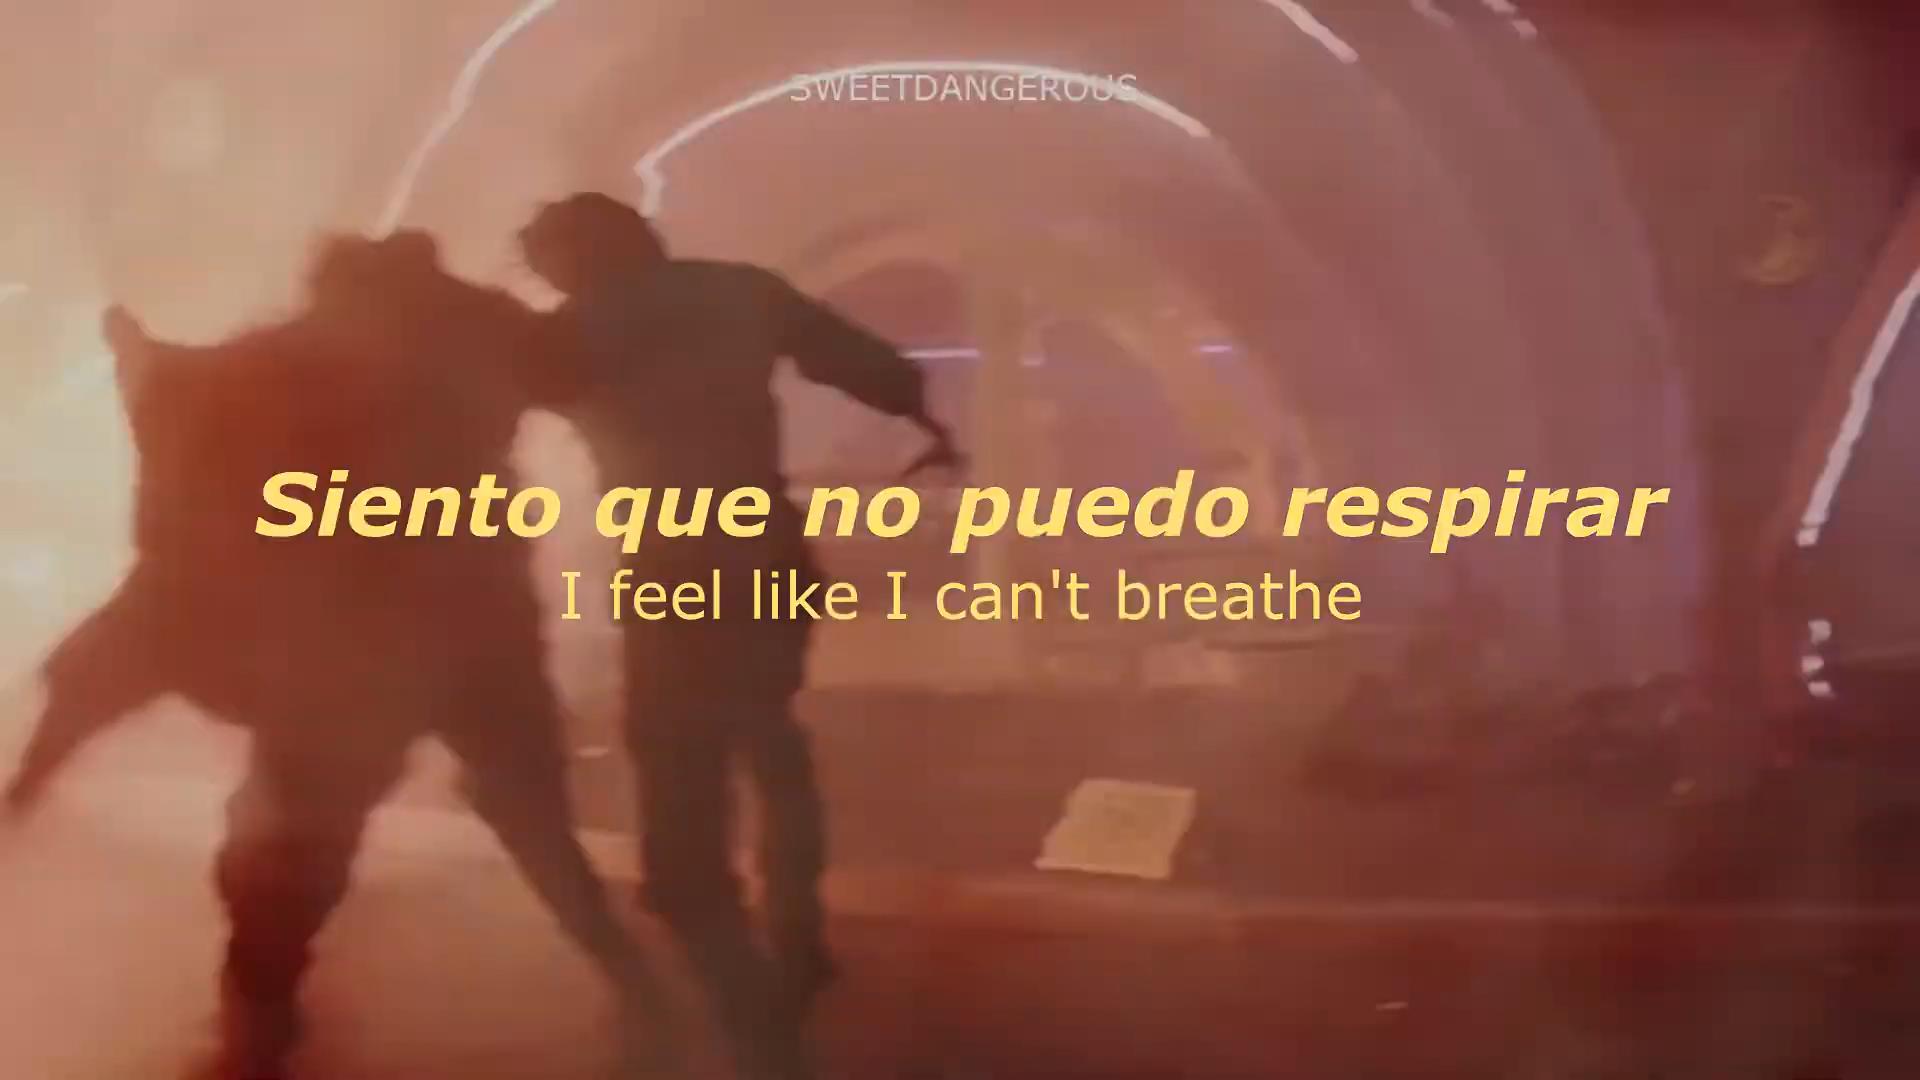 SWEETDANGEROUS
Siento que no puedo respirar
I feel like I can't breathe